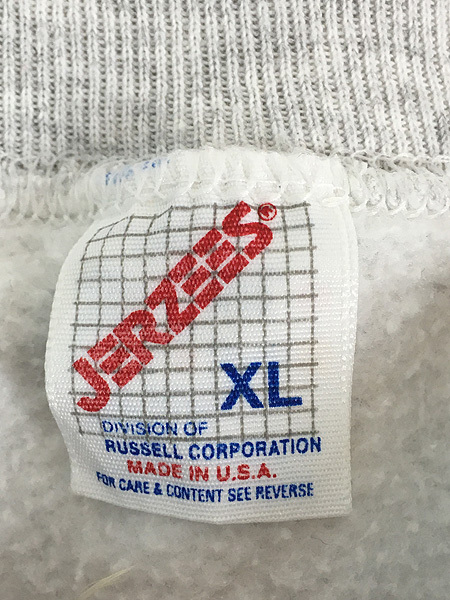 JERZEES®
XL
DIVISION OF
RUSSELL CORPORATION
MADE IN U.S.A.
FOR CARE & CONTENT SEE REVERSE